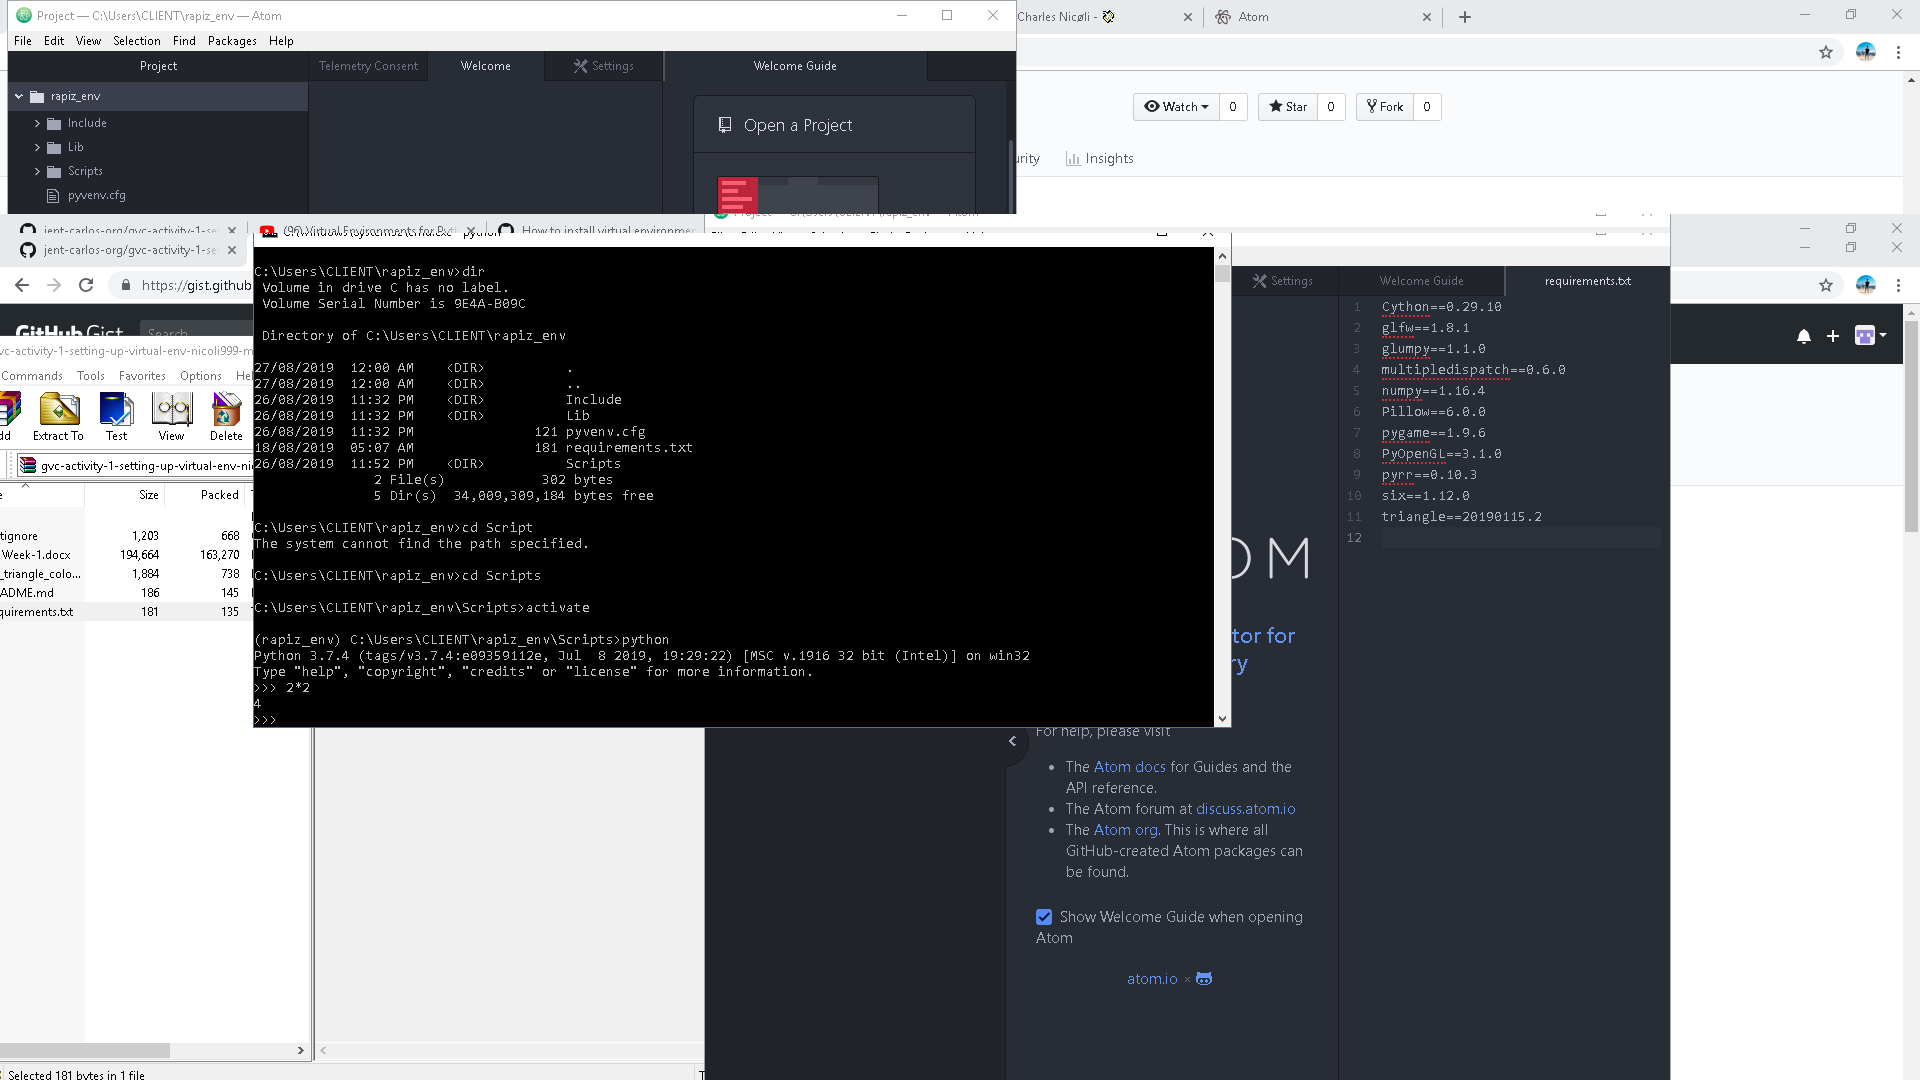 Project — C:\Users\CLIENT\rapiz_env — Atom
File Edit View Selection Find Packages Help
Project
Telemetry Consent
Welcome
Settings
Welcome Guide
rapiz_env
Include
Lib
Scripts
pyvenv.cfg
Open a Project
Charles Nicøli -
Atom
Watch 0
Star 0
Fork 0
Insights
jent-carlos-org/gvc-activity-1-se
(96) Virtual Environments for Pyt
How to install virtual environmen
jent-carlos-org/gvc-activity-1-se
https://gist.github
GitHub Gist
Search
vc-activity-1-setting-up-virtual-env-nicoli999-m
Commands Tools Favorites Options He
dd
Extract To
Test
View
Delete
gvc-activity-1-setting-up-virtual-env-ni
Size Packed
tignore 1,203 668
Week-1.docx 194,664 163,270
_triangle_colo... 1,884 738
ADME.md 186 145
quirements.txt 181 135
Selected 181 bytes in 1 file
C:\Users\CLIENT\rapiz_env>dir
Volume in drive C has no label.
Volume Serial Number is 9E4A-B09C
Directory of C:\Users\CLIENT\rapiz_env
27/08/2019 12:00 AM <DIR> .
27/08/2019 12:00 AM <DIR> ..
26/08/2019 11:32 PM <DIR> Include
26/08/2019 11:32 PM <DIR> Lib
26/08/2019 11:32 PM 121 pyvenv.cfg
18/08/2019 05:07 AM 181 requirements.txt
26/08/2019 11:52 PM <DIR> Scripts
2 File(s) 302 bytes
5 Dir(s) 34,009,309,184 bytes free
C:\Users\CLIENT\rapiz_env>cd Script
The system cannot find the path specified.
C:\Users\CLIENT\rapiz_env>cd Scripts
C:\Users\CLIENT\rapiz_env\Scripts>activate
(rapiz_env) C:\Users\CLIENT\rapiz_env\Scripts>python
Python 3.7.4 (tags/v3.7.4:e09359112e, Jul 8 2019, 19:29:22) [MSC v.1916 32 bit (Intel)] on win32
Type "help", "copyright", "credits" or "license" for more information.
>>> 2*2
4
>>>
Settings
Welcome Guide
requirements.txt
1 Cython==0.29.10
2 glfw==1.8.1
3 glumpy==1.1.0
4 multipledispatch==0.6.0
5 numpy==1.16.4
6 Pillow==6.0.0
7 pygame==1.9.6
8 PyOpenGL==3.1.0
9 pyrr==0.10.3
10 six==1.12.0
11 triangle==20190115.2
12
OM
tor for
ry
For help, please visit
• The Atom docs for Guides and the
API reference.
• The Atom forum at discuss.atom.io
• The Atom org. This is where all
GitHub-created Atom packages can
be found.
Show Welcome Guide when opening
Atom
atom.io ×